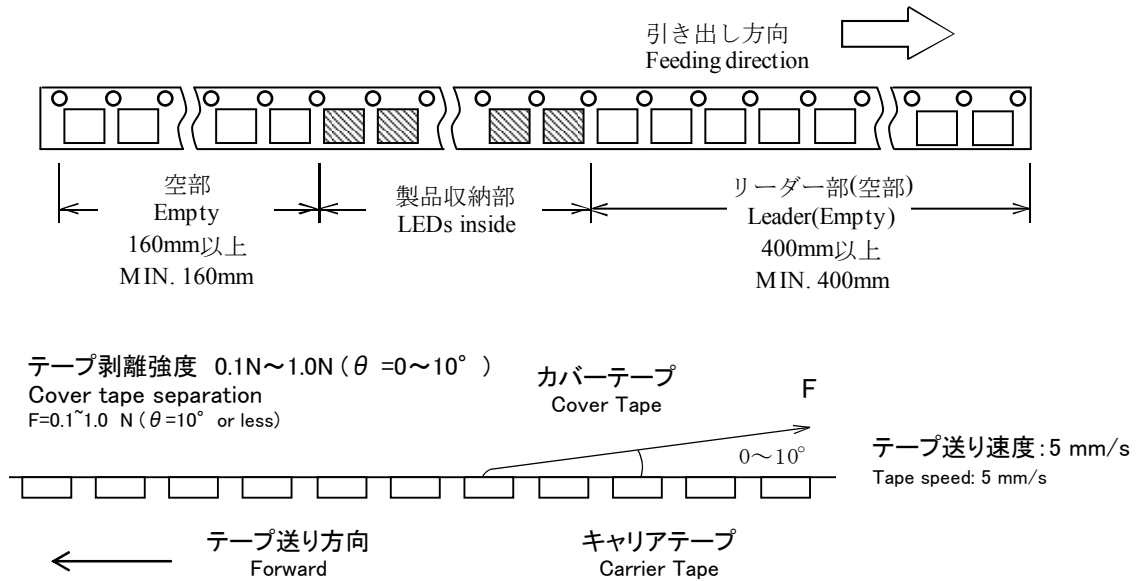 引き出し方向
Feeding direction
空部
Empty
160mm以上
MIN. 160mm
製品収納部
LEDs inside
リーダー部(空部)
Leader(Empty)
400mm以上
MIN. 400mm
テープ剥離強度 0.1N~1.0N ( θ =0~10° )
Cover tape separation
F=0.1~1.0 N ( θ=10° or less)
カバーテープ
Cover Tape
F
0~10°
テープ送り速度:5 mm/s
Tape speed: 5 mm/s
テープ送り方向
Forward
キャリアテープ
Carrier Tape